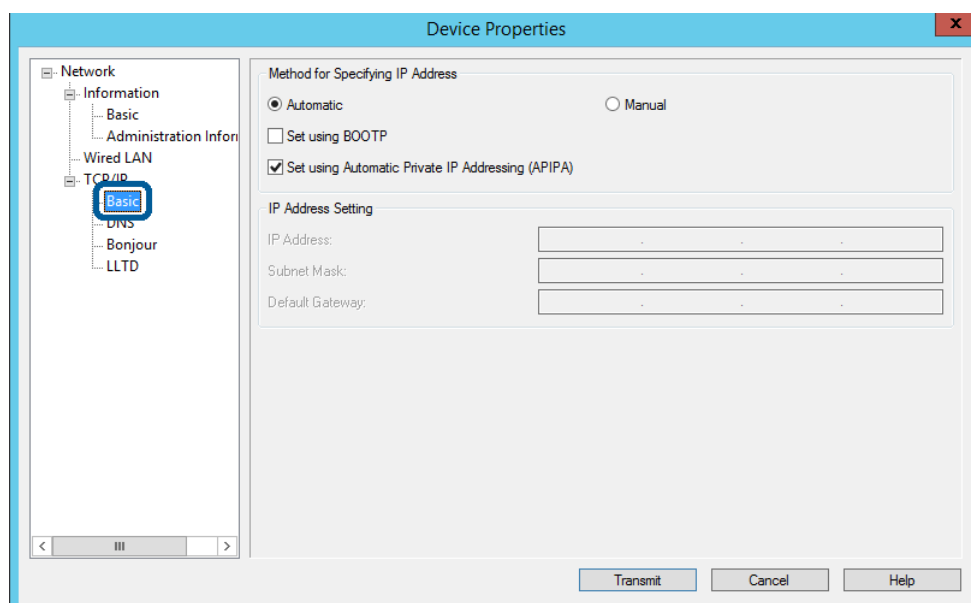 Device Properties
x
Network
Information
Basic
Administration Infor
Wired LAN
TCP/IP
Basic
DNS
Bonjour
LLTD
Method for Specifying IP Address
Automatic
Manual
Set using BOOTP
Set using Automatic Private IP Addressing (APIPA)
IP Address Setting
IP Address:
Subnet Mask:
Default Gateway:
Transmit
Cancel
Help